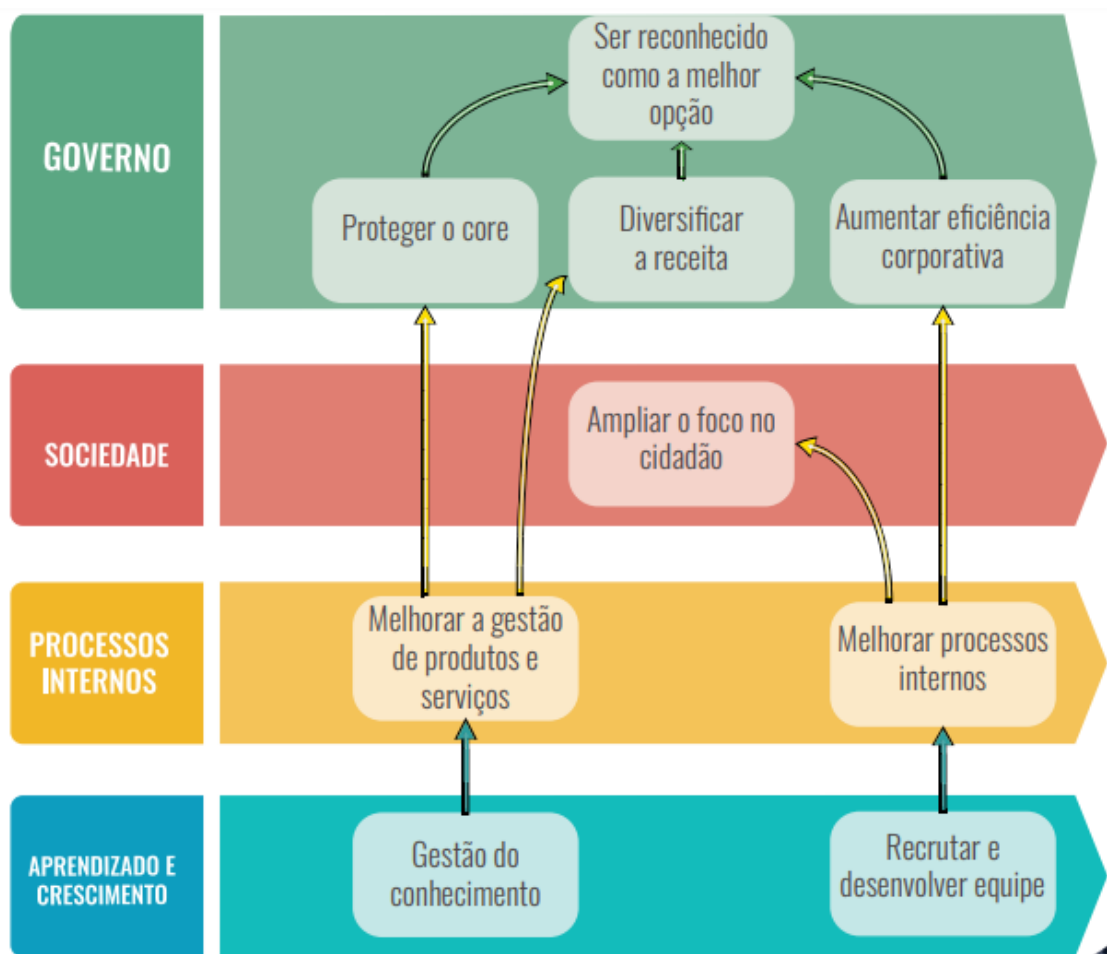 GOVERNO
Ser reconhecido
como a melhor
opção
Proteger o core
Diversificar
a receita
Aumentar eficiência
corporativa
SOCIEDADE
Ampliar o foco no
cidadão
PROCESSOS
INTERNOS
Melhorar a gestão
de produtos e
serviços
Melhorar processos
internos
APRENDIZADO E
CRESCIMENTO
Gestão do
conhecimento
Recrutar e
desenvolver equipe